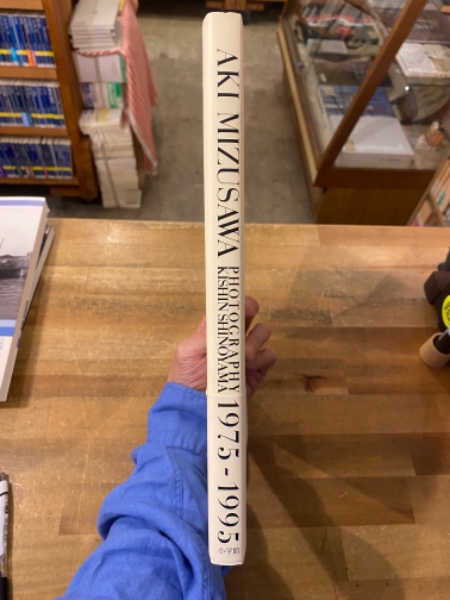 AKI MIZUSAWA
PHOTOGRAPHY
KISHIN SHINOYAMA
1975-1995
小学館